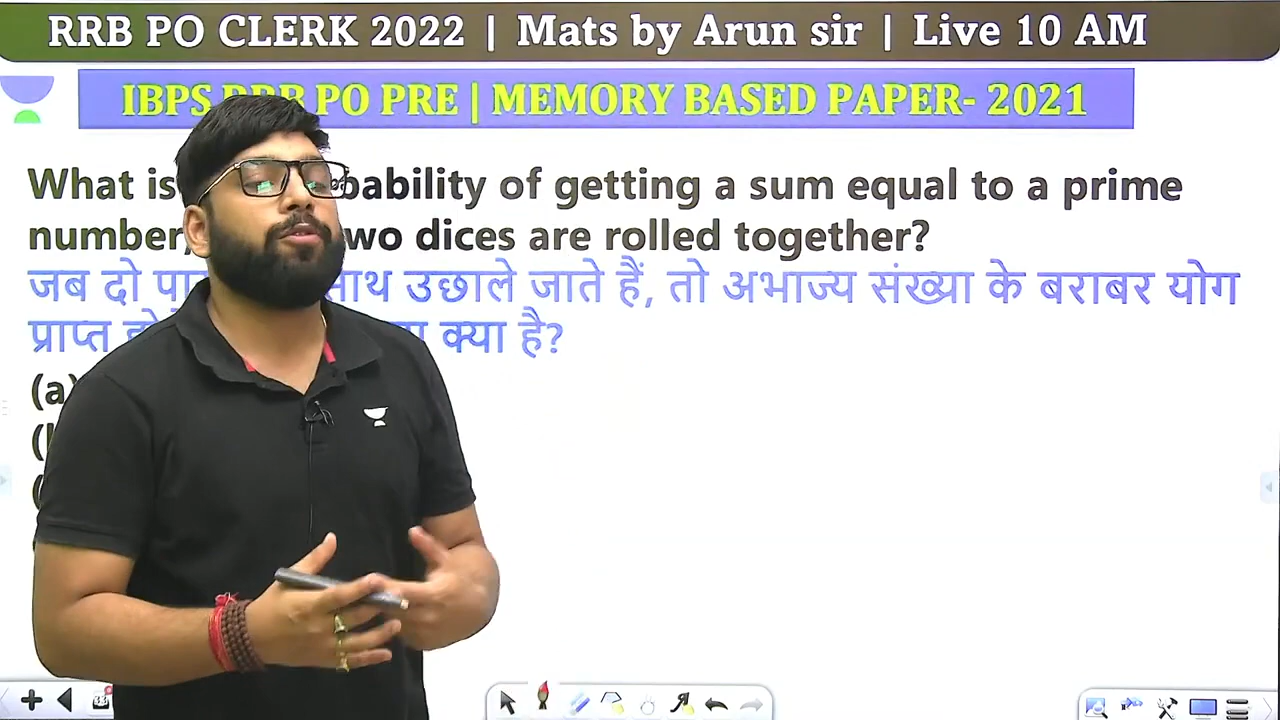 RRB PO CLERK 2022 | Mats by Arun sir | Live 10 AM
IBPS RRB PO PRE | MEMORY BASED PAPER- 2021
What is bability of getting a sum equal to a prime
number, wo dices are rolled together?
जब दो पा साथ उछाले जाते हैं, तो अभाज्य संख्या के बराबर योग
प्राप्त क्या है?
(a)